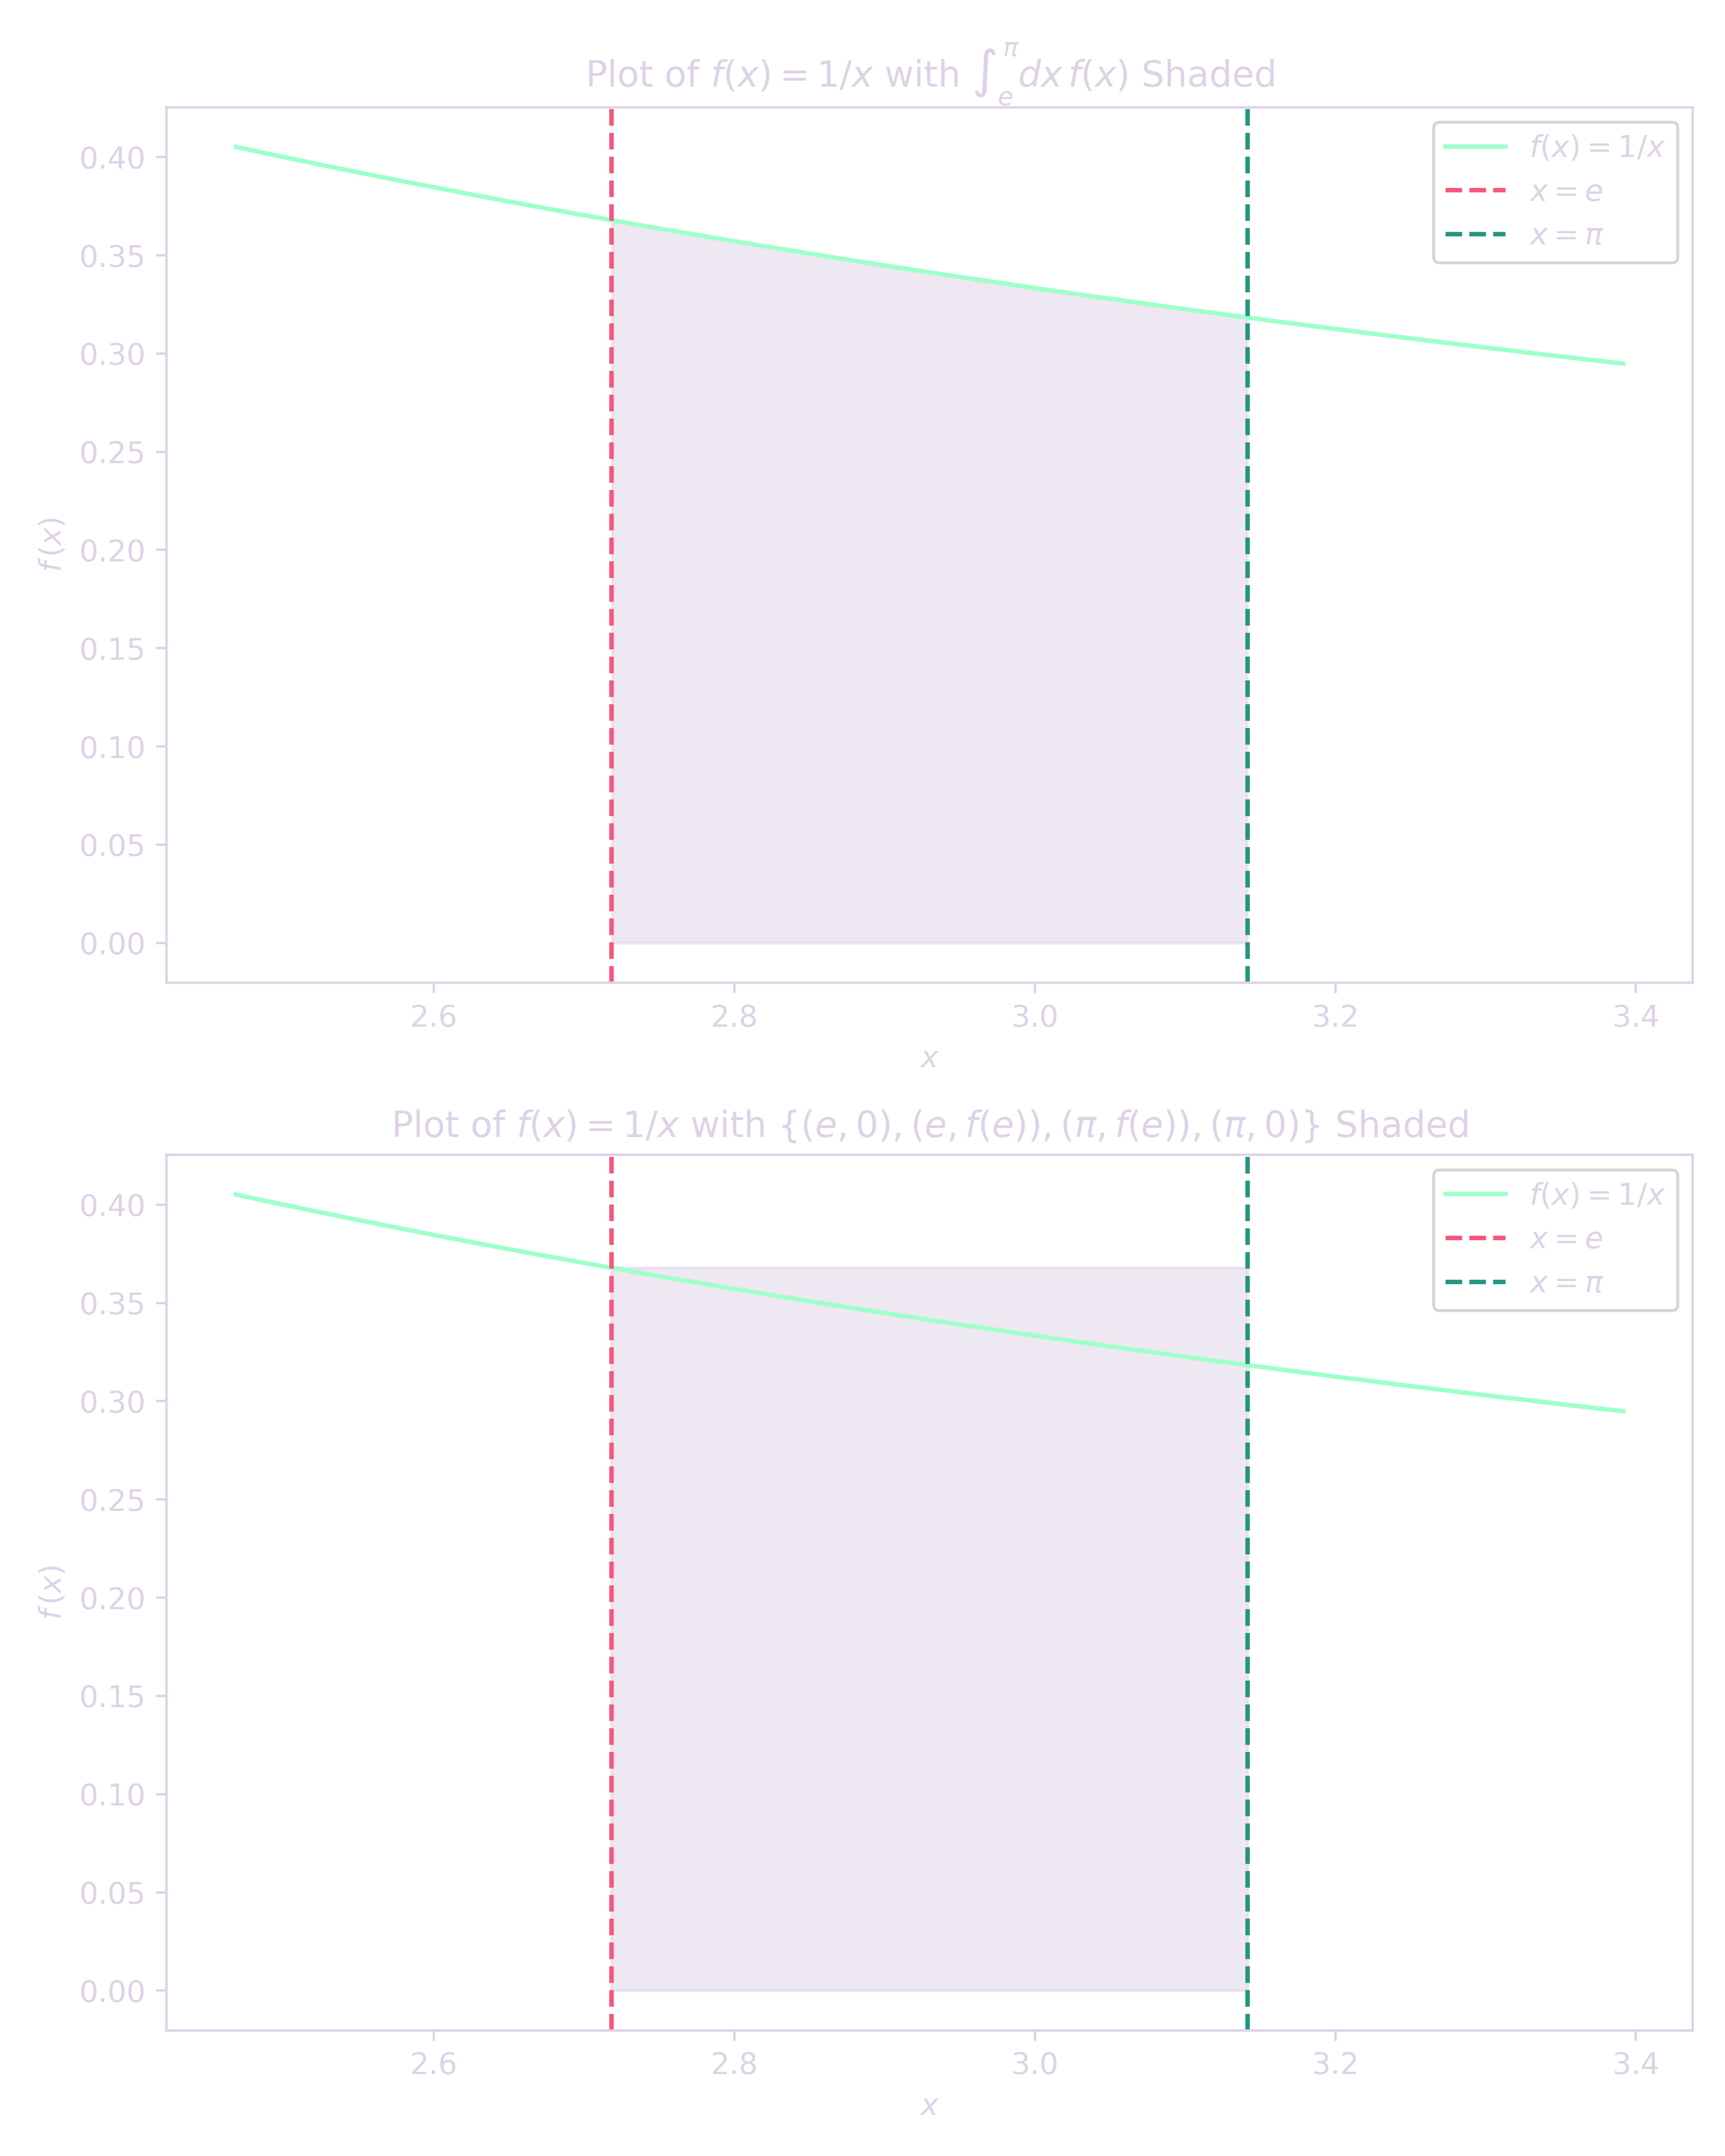 Plot of f(x) = 1/x with ∫_e^π dx f(x) Shaded
f(x) = 1/x
x = e
x = π
0.40
0.35
0.30
0.25
0.20
0.15
0.10
0.05
0.00
f(x)
2.6 2.8 3.0 3.2 3.4
x
Plot of f(x) = 1/x with {(e, 0), (e, f(e)), (π, f(e)), (π, 0)} Shaded
f(x) = 1/x
x = e
x = π
0.40
0.35
0.30
0.25
0.20
0.15
0.10
0.05
0.00
f(x)
2.6 2.8 3.0 3.2 3.4
x